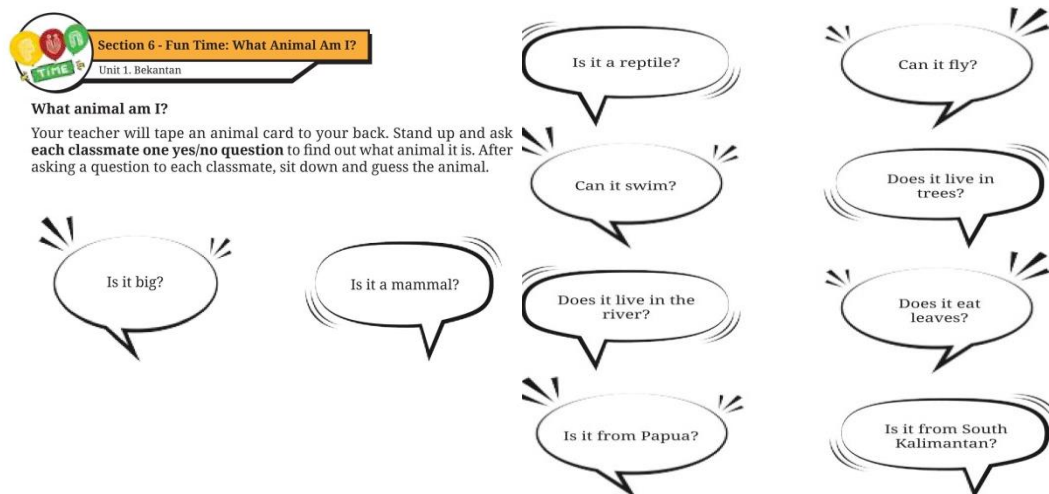 FUN
TIME
Section 6 - Fun Time: What Animal Am I?
Unit 1. Bekantan
What animal am I?
Your teacher will tape an animal card to your back. Stand up and ask
each classmate one yes/no question to find out what animal it is. After
asking a question to each classmate, sit down and guess the animal.
Is it big?
Is it a mammal?
Is it a reptile?
Can it fly?
Can it swim?
Does it live in
trees?
Does it live in the
river?
Does it eat
leaves?
Is it from Papua?
Is it from South
Kalimantan?